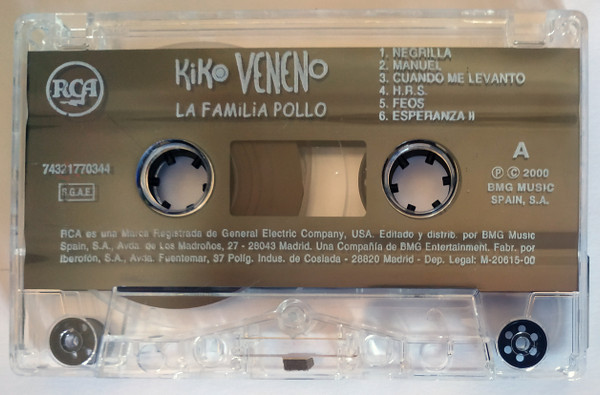 RCA
KiKo VENENo
LA FAMiLiA POLLO
1. NEGRILLA
2. MANUEL
3. CUANDO ME LEVANTO
4. H.R.S.
5. FEOS
6. ESPERANZA II
74321770344
S.G.A.E.
A
Ⓟ © 2000
BMG MUSIC
SPAIN, S.A.
RCA es una Marca Registrada de General Electric Company, USA. Editado y distrib. por BMG Music
Spain, S.A., Avda. de Los Madroños, 27 - 28043 Madrid. Una Compañía de BMG Entertainment. Fabr. por
Iberofón, S.A., Avda. Fuentemar, 37 Políg. Indus. de Coslada - 28820 Madrid - Dep. Legal: M-20615-00